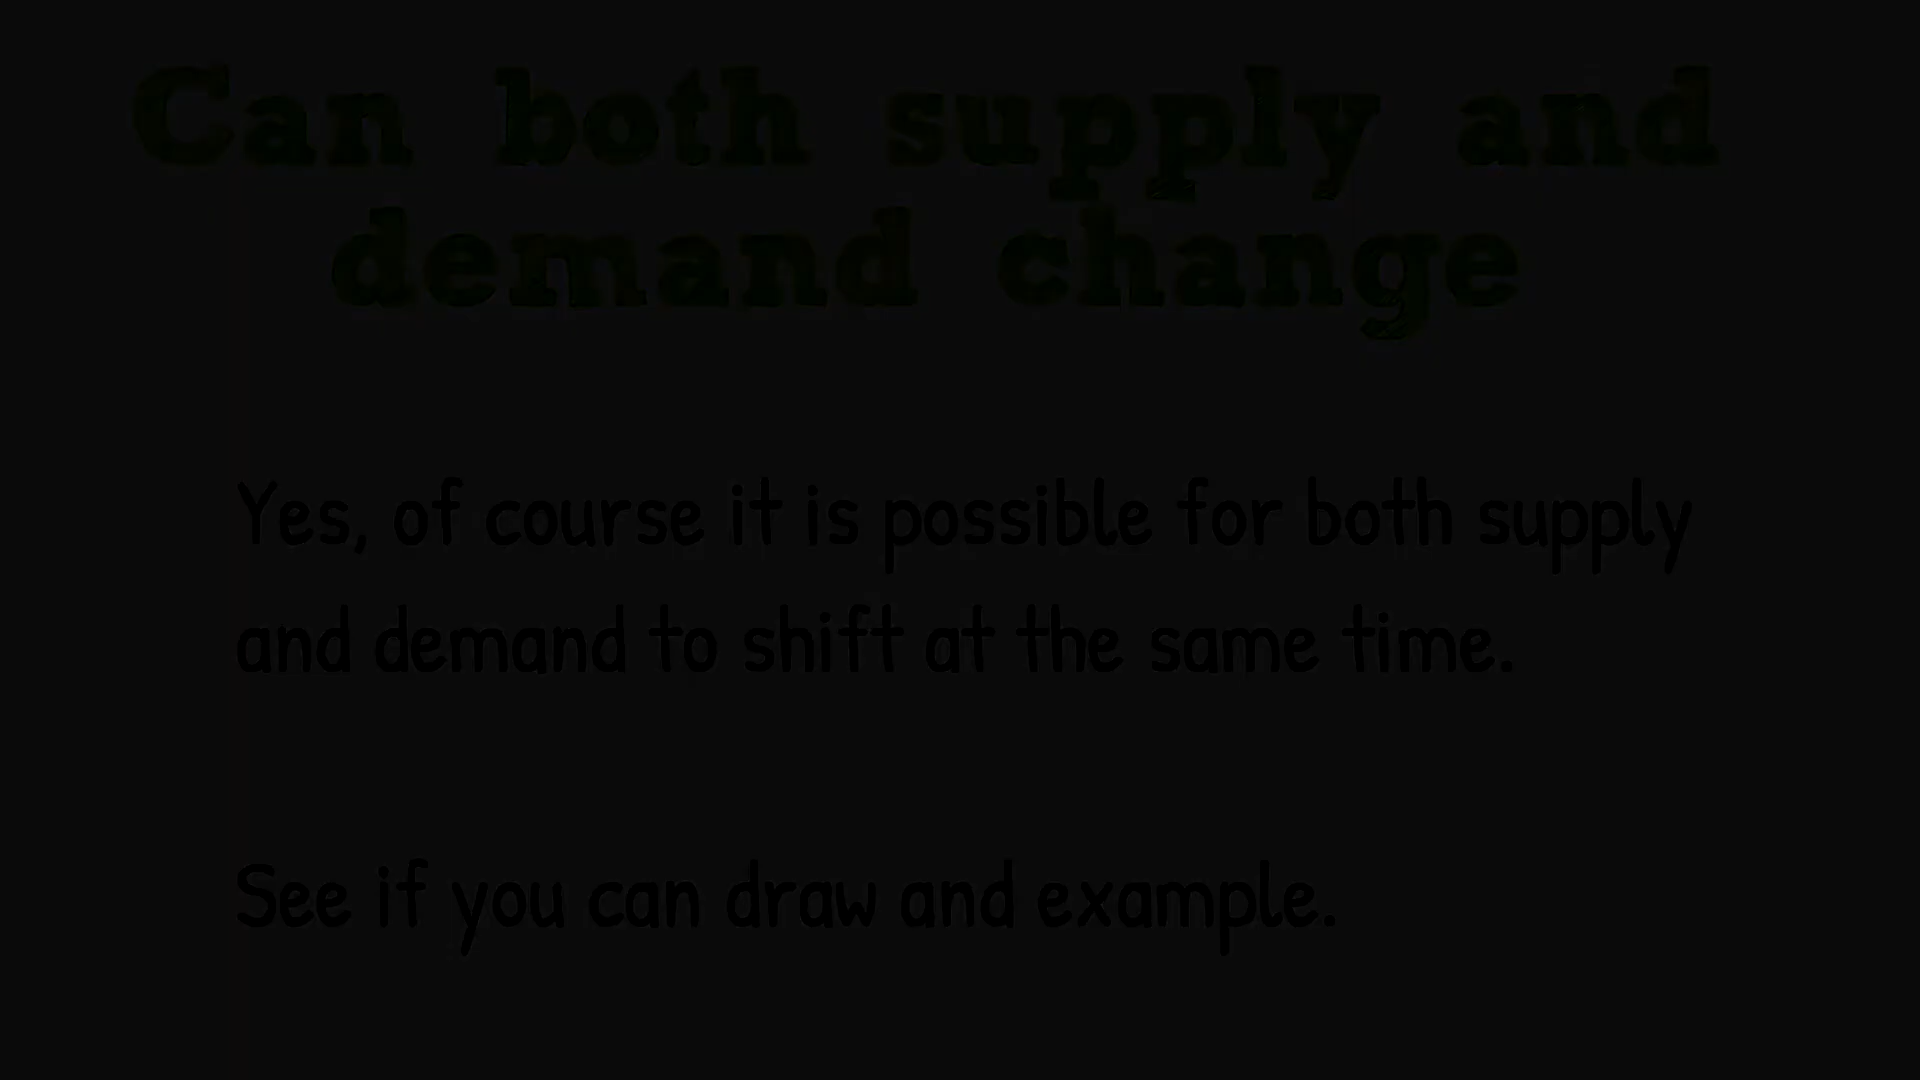 Can both supply and
demand change
Yes, of course it is possible for both supply
and demand to shift at the same time.
See if you can draw and example.